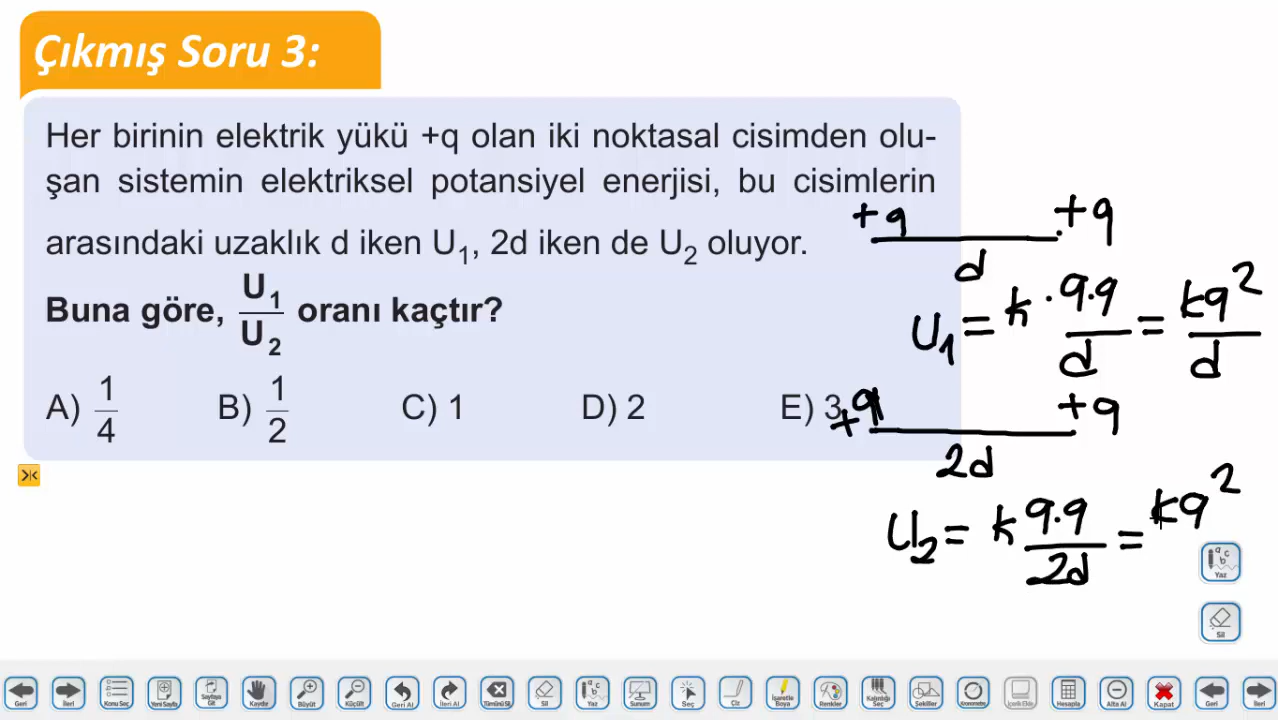 Çıkmış Soru 3:
Her birinin elektrik yükü +q olan iki noktasal cisimden olu-
şan sistemin elektriksel potansiyel enerjisi, bu cisimlerin
arasındaki uzaklık d iken U₁, 2d iken de U₂ oluyor.
Buna göre, U₁/U₂ oranı kaçtır?
A) 1/4 B) 1/2 C) 1 D) 2 E) 3
+q +q
d
U₁ = k · q.q/d = kq²/d
+q +q
2d
U₂ = k q.q/2d = kq²
Yaz
Sil
Geri İleri Konu Seç Yeni Sayfa Sayfaya Git Kaydır Büyüt Küçült Geri Al İleri Al Tümünü Sil Sil Yaz Sunum Seç Çiz İşaretle Boya Renkler Kalınlığı Seç Şekiller Kronometre İçerik Ekle Hesapla Alta Al Kapat Geri İleri